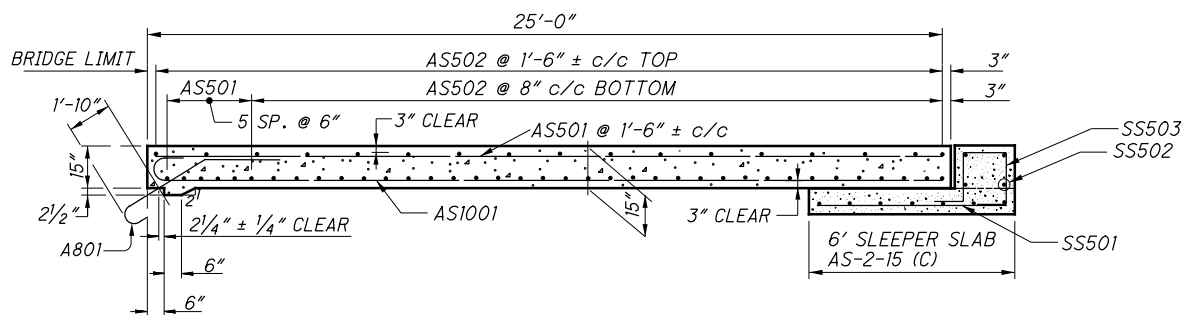 25'-0"
BRIDGE LIMIT
AS502 @ 1'-6" ± c/c TOP
3"
AS501
AS502 @ 8" c/c BOTTOM
3"
1'-10"
5 SP. @ 6"
3" CLEAR
AS501 @ 1'-6" ± c/c
SS503
SS502
15"
2"
2½"
AS1001
15"
3" CLEAR
A801
2¼" ± ¼" CLEAR
6' SLEEPER SLAB
AS-2-15 (C)
SS501
6"
6"